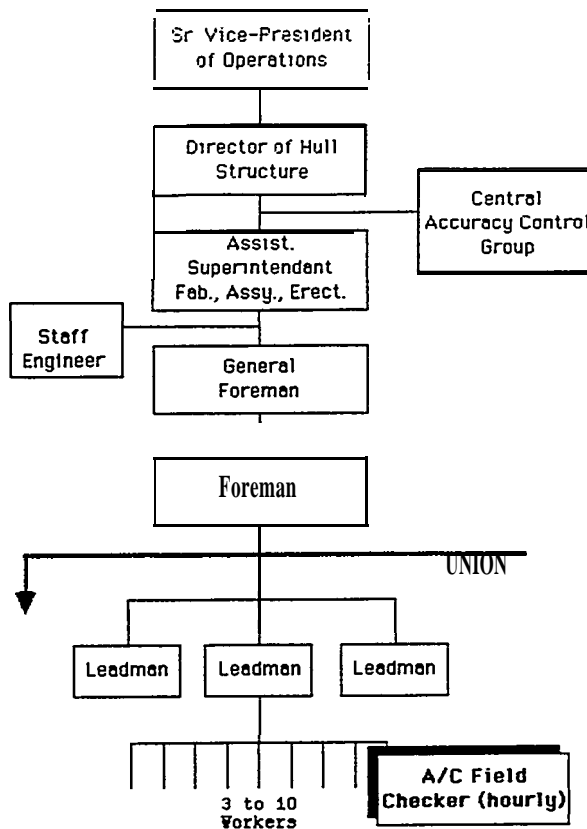 Sr Vice-President
of Operations
Director of Hull
Structure
Central
Accuracy Control
Group
Assist.
Superintendant
Fab., Assy., Erect.
Staff
Engineer
General
Foreman
Foreman
UNION
Leadman
Leadman
Leadman
3 to 10
Workers
A/C Field
Checker (hourly)